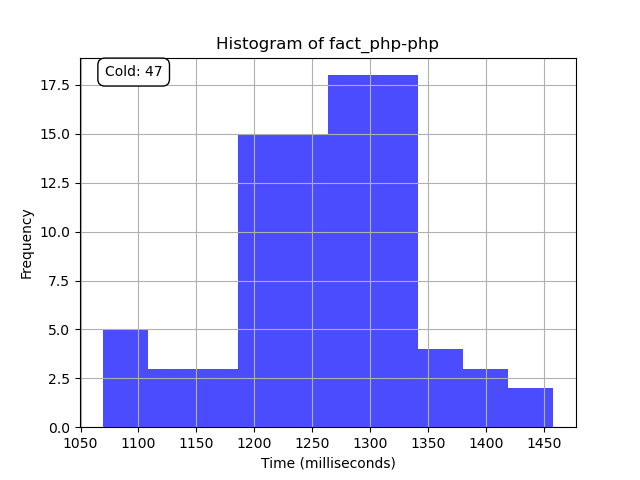 Histogram of fact_php-php
Cold: 47
17.5
15.0
12.5
10.0
7.5
5.0
2.5
0.0
Frequency
1050 1100 1150 1200 1250 1300 1350 1400 1450
Time (milliseconds)